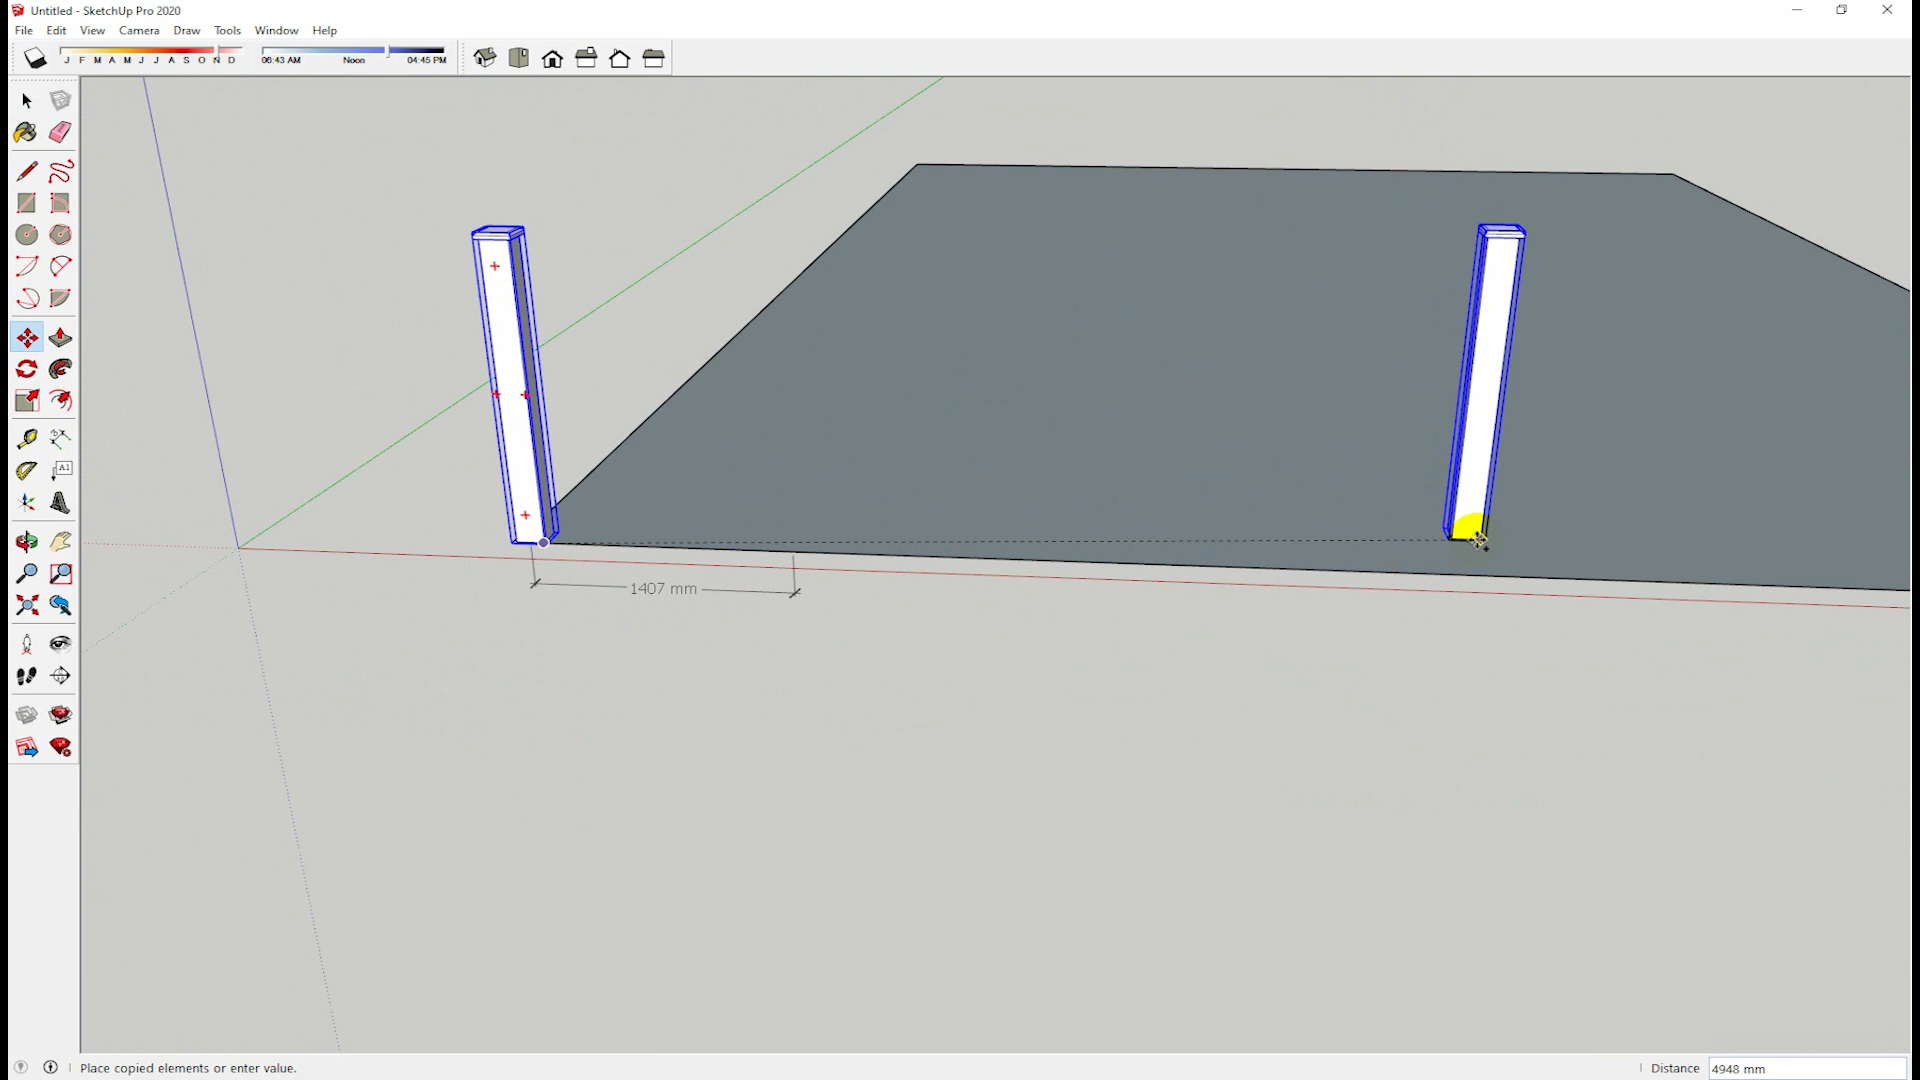 Untitled - SketchUp Pro 2020
File Edit View Camera Draw Tools Window Help
J F M A M J J A S O N D
06:43 AM Noon 04:45 PM
A1
1407 mm
Place copied elements or enter value.
Distance 4948 mm